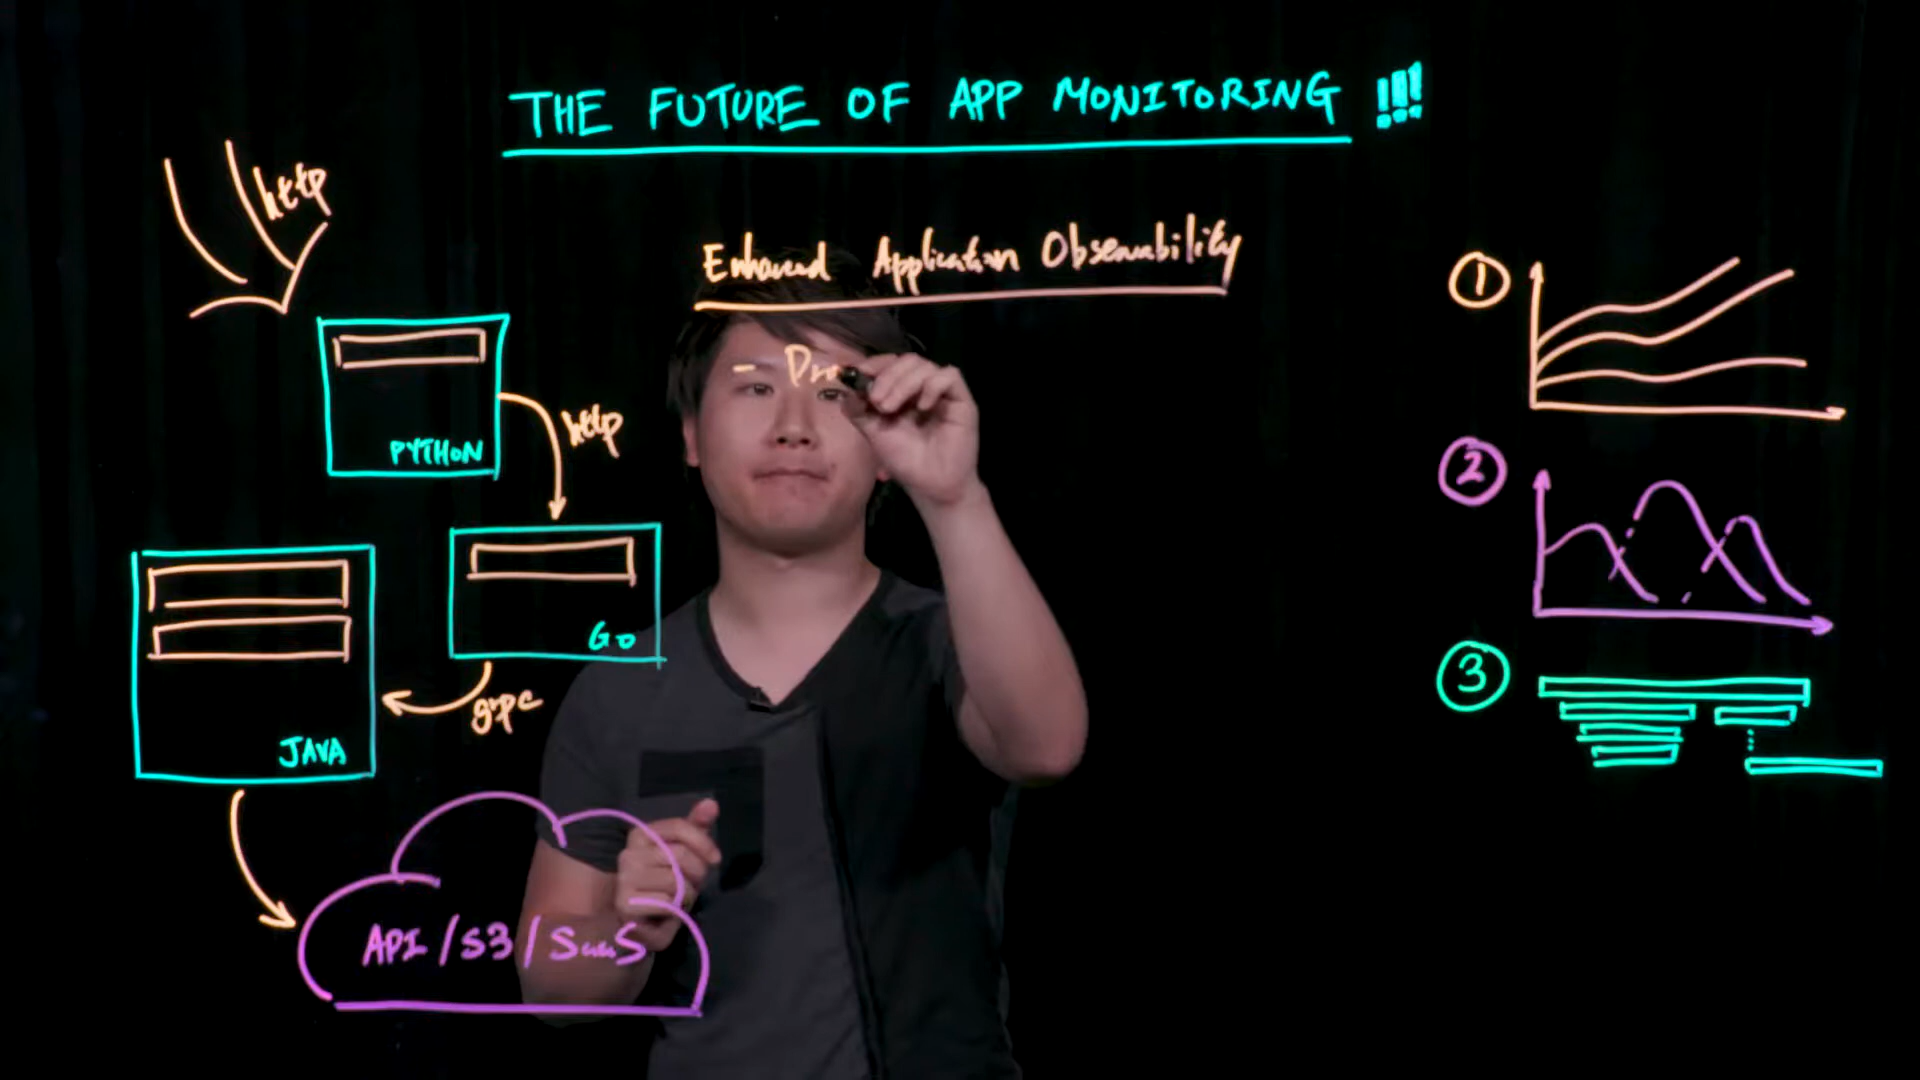 THE FUTURE OF APP MONITORING !!!
http
Enhanced Application Observability
- Dra
PYTHON
http
GO
grpc
JAVA
API/S3/SaaS
1
2
3